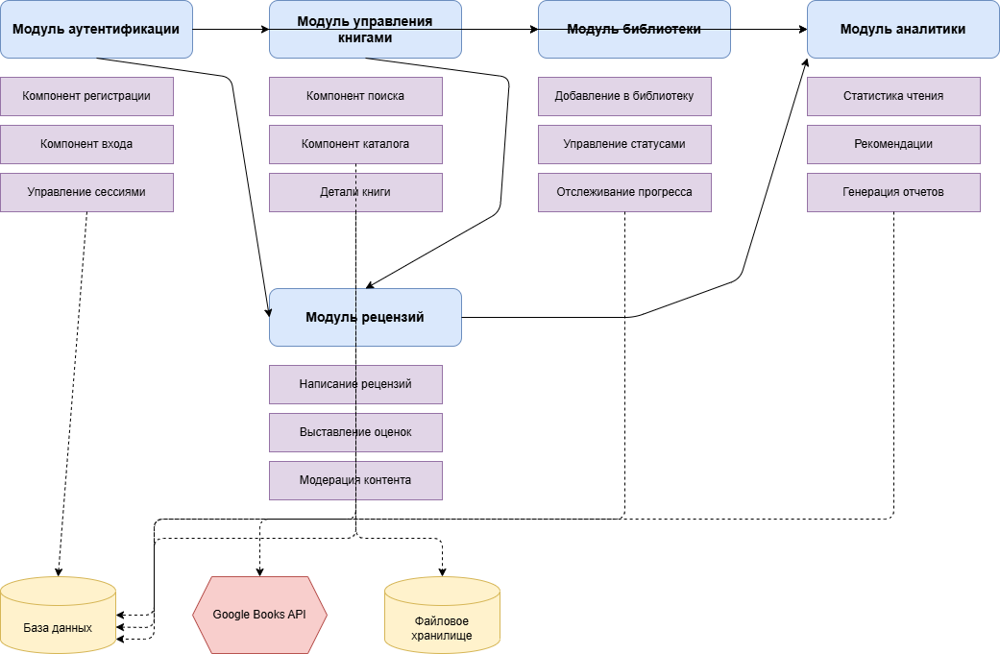 Модуль аутентификации
Модуль управления
книгами
Модуль библиотеки
Модуль аналитики
Компонент регистрации
Компонент поиска
Добавление в библиотеку
Статистика чтения
Компонент входа
Компонент каталога
Управление статусами
Рекомендации
Управление сессиями
Детали книги
Отслеживание прогресса
Генерация отчетов
Модуль рецензий
Написание рецензий
Выставление оценок
Модерация контента
База данных
Google Books API
Файловое
хранилище